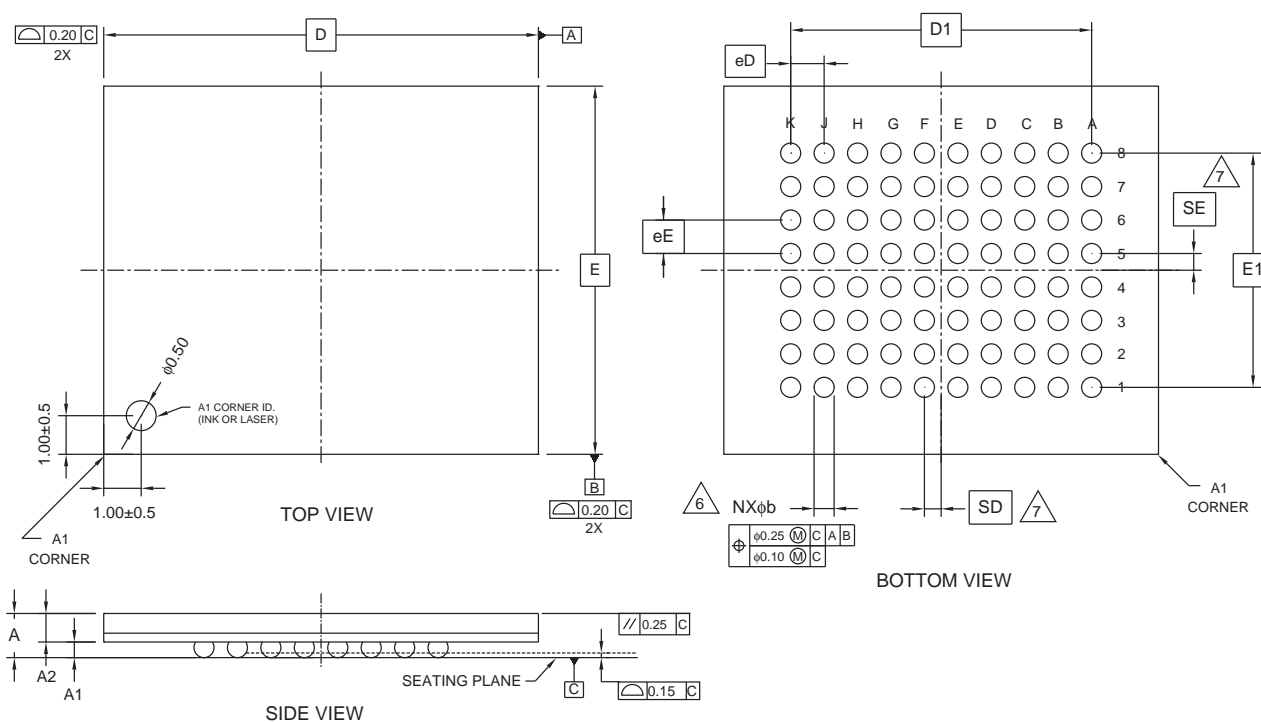 0.20 C
2X
D
A
D1
eD
K J H G F E D C B A
8
7
7
6
SE
eE
5
E
E1
4
3
2
1
φ0.50
A1 CORNER ID.
(INK OR LASER)
1.00±0.5
1.00±0.5
B
0.20 C
2X
TOP VIEW
A1
CORNER
6 NXφb
SD 7
A1
CORNER
φ0.25 M C A B
φ0.10 M C
BOTTOM VIEW
A
A2
A1
// 0.25 C
SEATING PLANE
C
0.15 C
SIDE VIEW